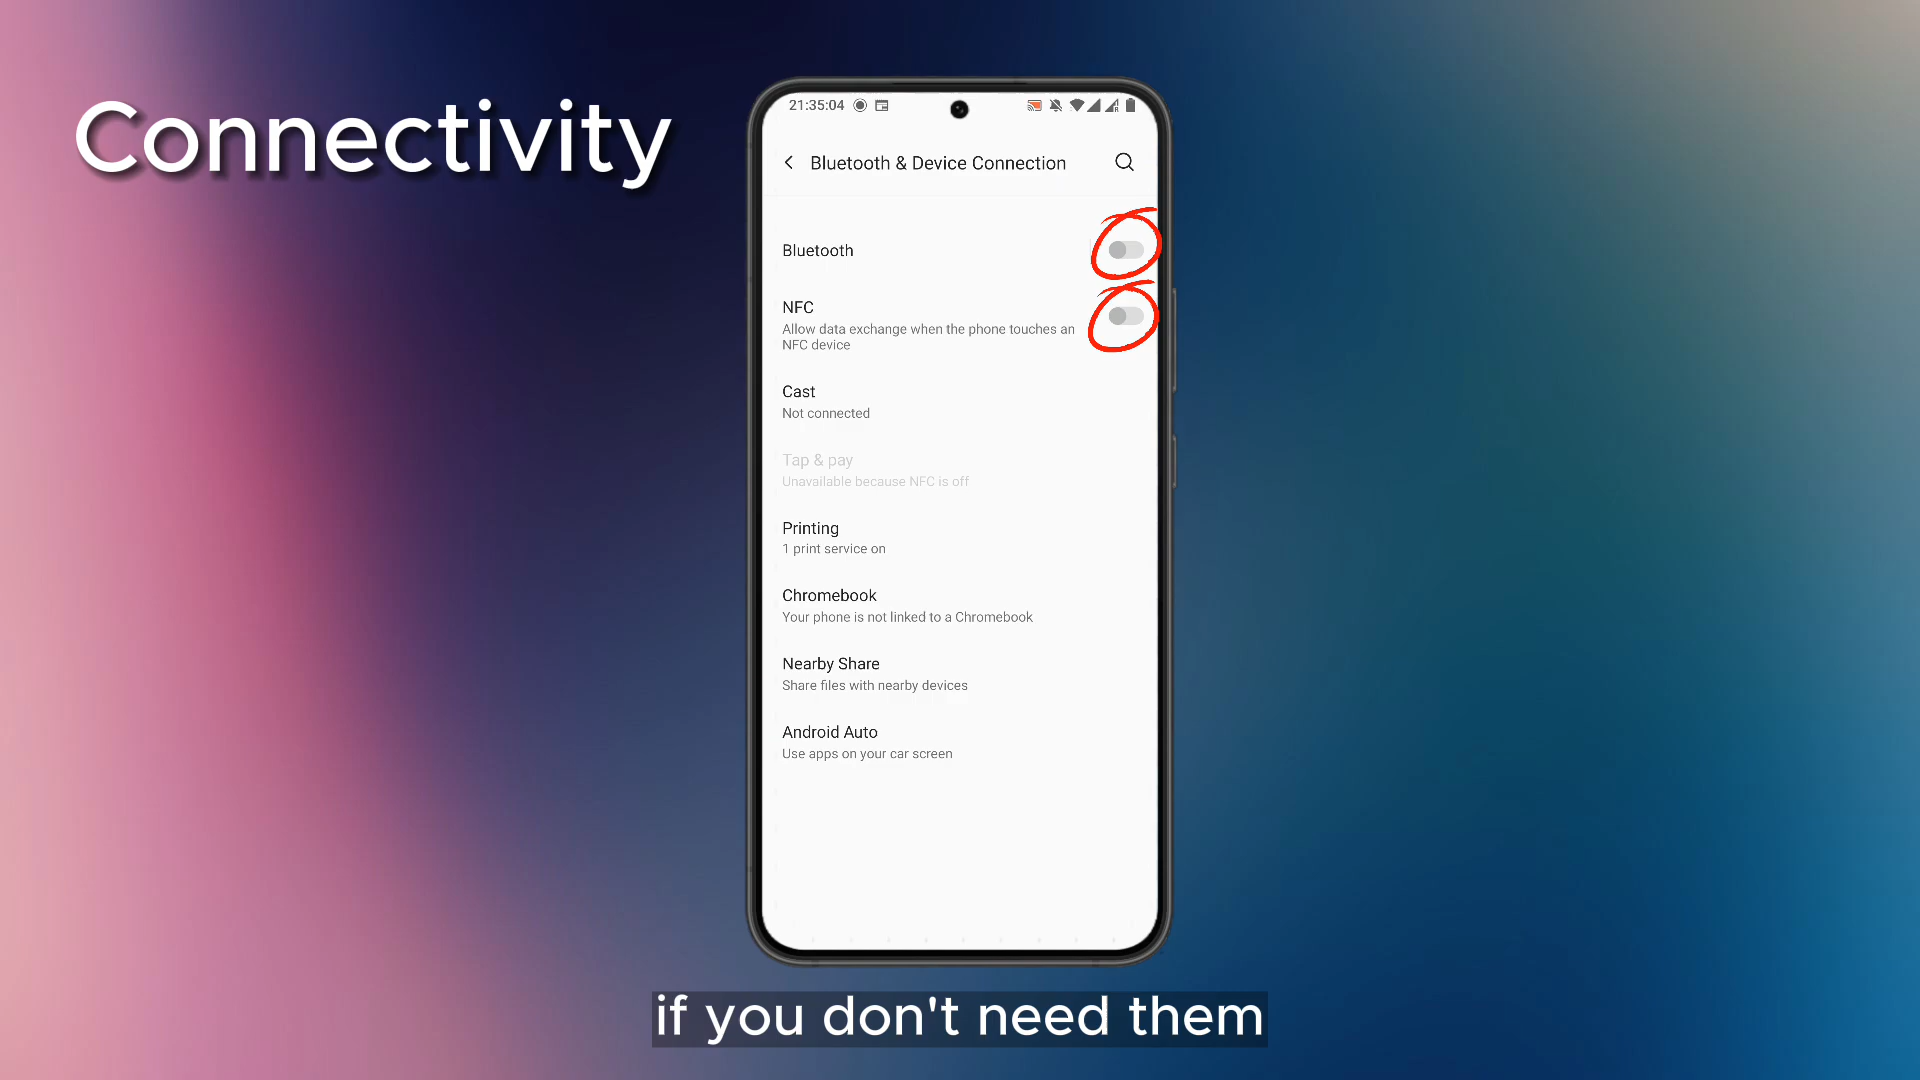 Connectivity
21:35:04
Bluetooth & Device Connection
Bluetooth
NFC
Allow data exchange when the phone touches an
NFC device
Cast
Not connected
Tap & pay
Unavailable because NFC is off
Printing
1 print service on
Chromebook
Your phone is not linked to a Chromebook
Nearby Share
Share files with nearby devices
Android Auto
Use apps on your car screen
if you don't need them